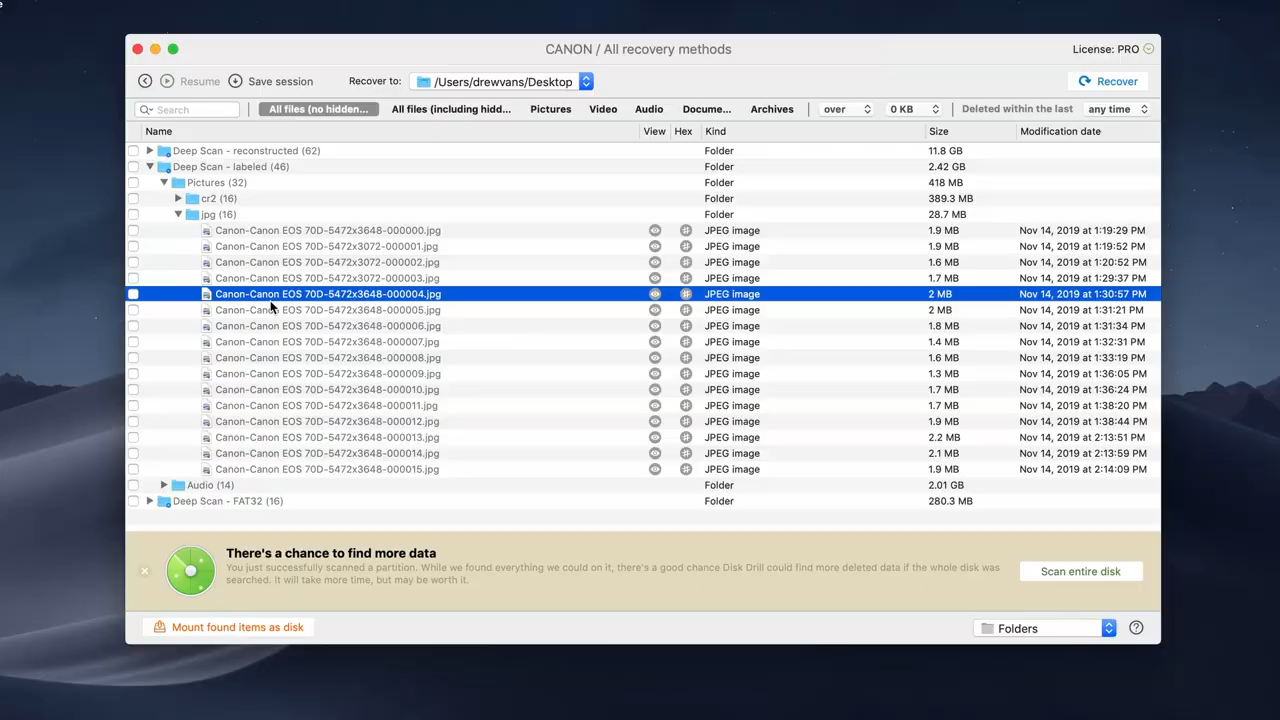 CANON / All recovery methods
License: PRO
Resume Save session Recover to: /Users/drewvans/Desktop Recover
Search All files (no hidden... All files (including hidd... Pictures Video Audio Docume... Archives over 0 KB Deleted within the last any time
Name View Hex Kind Size Modification date
Deep Scan - reconstructed (62) Folder 11.8 GB
Deep Scan - labeled (46) Folder 2.42 GB
Pictures (32) Folder 418 MB
cr2 (16) Folder 389.3 MB
jpg (16) Folder 28.7 MB
Canon-Canon EOS 70D-5472x3648-000000.jpg JPEG image 1.9 MB Nov 14, 2019 at 1:19:29 PM
Canon-Canon EOS 70D-5472x3072-000001.jpg JPEG image 1.9 MB Nov 14, 2019 at 1:19:52 PM
Canon-Canon EOS 70D-5472x3072-000002.jpg JPEG image 1.6 MB Nov 14, 2019 at 1:20:52 PM
Canon-Canon EOS 70D-5472x3072-000003.jpg JPEG image 1.7 MB Nov 14, 2019 at 1:29:37 PM
Canon-Canon EOS 70D-5472x3648-000004.jpg JPEG image 2 MB Nov 14, 2019 at 1:30:57 PM
Canon-Canon EOS 70D-5472x3648-000005.jpg JPEG image 2 MB Nov 14, 2019 at 1:31:21 PM
Canon-Canon EOS 70D-5472x3648-000006.jpg JPEG image 1.8 MB Nov 14, 2019 at 1:31:34 PM
Canon-Canon EOS 70D-5472x3648-000007.jpg JPEG image 1.4 MB Nov 14, 2019 at 1:32:31 PM
Canon-Canon EOS 70D-5472x3648-000008.jpg JPEG image 1.6 MB Nov 14, 2019 at 1:33:19 PM
Canon-Canon EOS 70D-5472x3648-000009.jpg JPEG image 1.3 MB Nov 14, 2019 at 1:36:05 PM
Canon-Canon EOS 70D-5472x3648-000010.jpg JPEG image 1.7 MB Nov 14, 2019 at 1:36:24 PM
Canon-Canon EOS 70D-5472x3648-000011.jpg JPEG image 1.7 MB Nov 14, 2019 at 1:38:20 PM
Canon-Canon EOS 70D-5472x3648-000012.jpg JPEG image 1.9 MB Nov 14, 2019 at 1:38:44 PM
Canon-Canon EOS 70D-5472x3648-000013.jpg JPEG image 2.2 MB Nov 14, 2019 at 2:13:51 PM
Canon-Canon EOS 70D-5472x3648-000014.jpg JPEG image 2.1 MB Nov 14, 2019 at 2:13:59 PM
Canon-Canon EOS 70D-5472x3648-000015.jpg JPEG image 1.9 MB Nov 14, 2019 at 2:14:09 PM
Audio (14) Folder 2.01 GB
Deep Scan - FAT32 (16) Folder 280.3 MB
There's a chance to find more data
You just successfully scanned a partition. While we found everything we could on it, there's a good chance Disk Drill could find more deleted data if the whole disk was
searched. It will take more time, but may be worth it.
Scan entire disk
Mount found items as disk
Folders